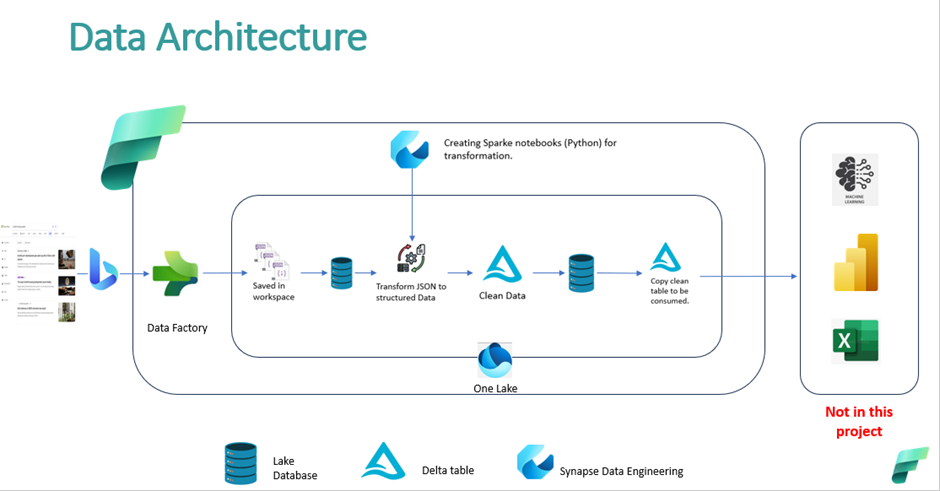 Data Architecture
Creating Sparke notebooks (Python) for
transformation.
MACHINE
LEARNING
Saved in
workspace
Transform JSON to
structured Data
Clean Data
Copy clean
table to be
consumed.
Data Factory
X
One Lake
Not in this
project
Lake
Database
Delta table
Synapse Data Engineering